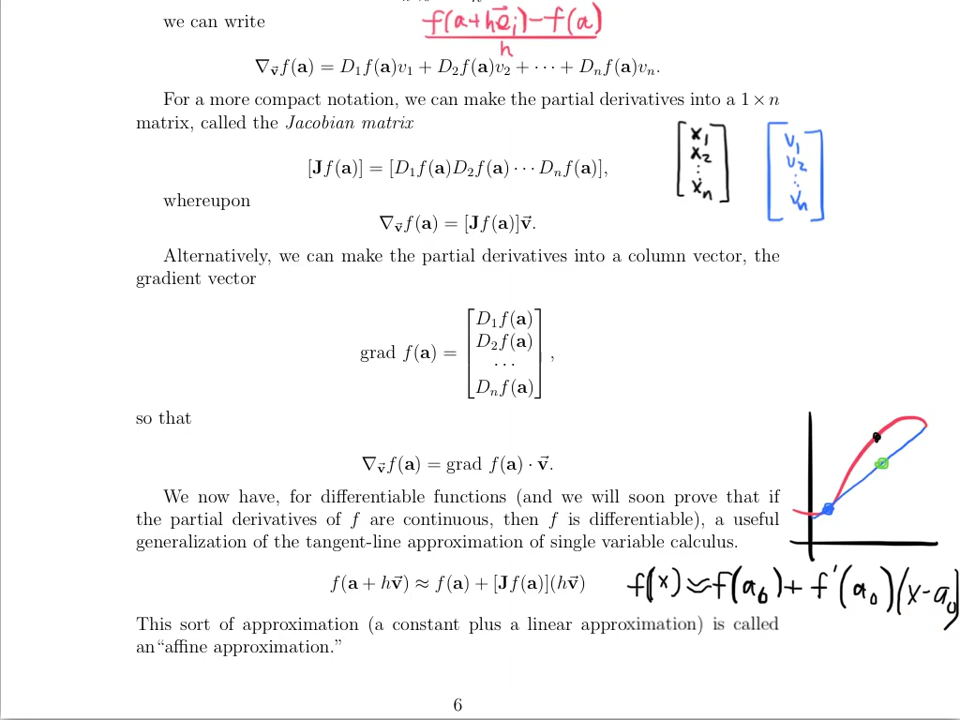 we can write
f(a+he⃗ᵢ)−f(a)
h
∇_v⃗ f(a) = D₁f(a)v₁ + D₂f(a)v₂ + ··· + Dₙf(a)vₙ.
For a more compact notation, we can make the partial derivatives into a 1 × n
matrix, called the Jacobian matrix
x₁
x₂
⋮
xₙ
v₁
v₂
⋮
vₙ
[Jf(a)] = [D₁f(a)D₂f(a) ··· Dₙf(a)],
whereupon
∇_v⃗ f(a) = [Jf(a)]v⃗.
Alternatively, we can make the partial derivatives into a column vector, the
gradient vector
D₁f(a)
D₂f(a)
grad f(a) = ,
···
Dₙf(a)
so that
∇_v⃗ f(a) = grad f(a) · v⃗.
We now have, for differentiable functions (and we will soon prove that if
the partial derivatives of f are continuous, then f is differentiable), a useful
generalization of the tangent-line approximation of single variable calculus.
f(a + hv⃗) ≈ f(a) + [Jf(a)](hv⃗)
f(x) ≈ f(a₀) + f′(a₀)(x−a₀)
This sort of approximation (a constant plus a linear approximation) is called
an“affine approximation.”
6